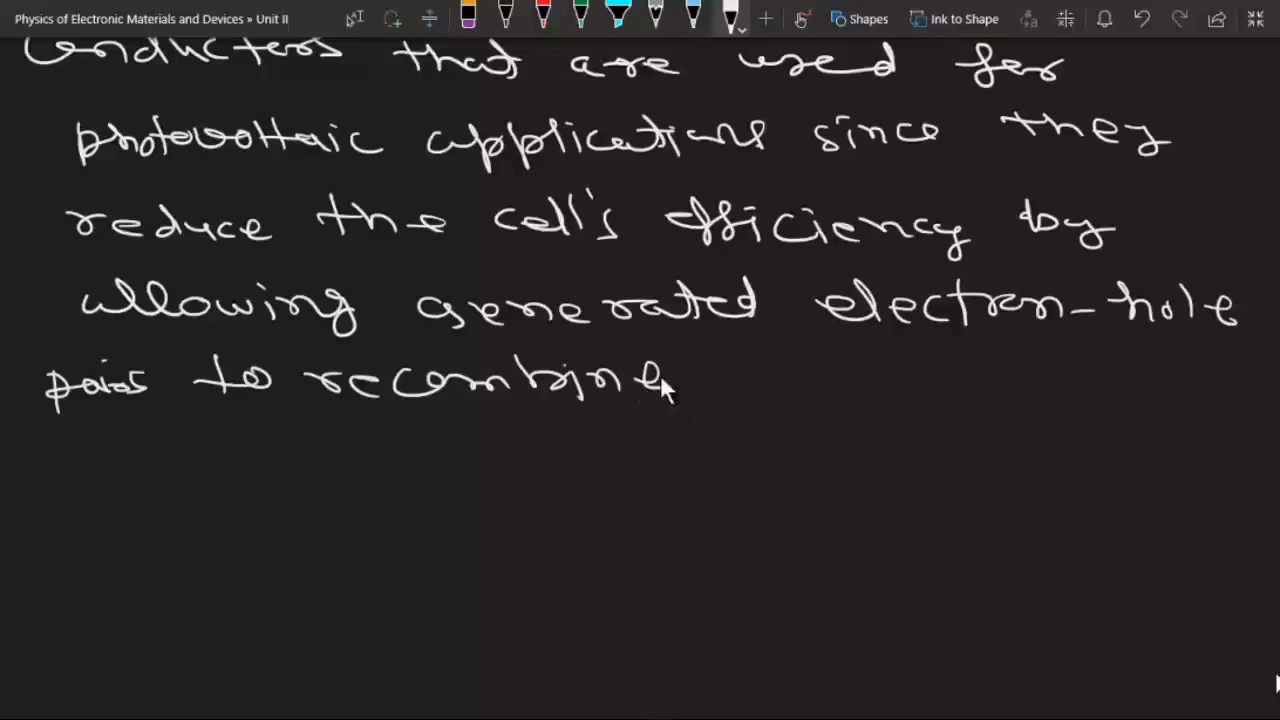 Physics of Electronic Materials and Devices » Unit II
Shapes
Ink to Shape
conductors that are used for
photovoltaic applications since they
reduce the cell's efficiency by
allowing generated electron-hole
pairs to recombine